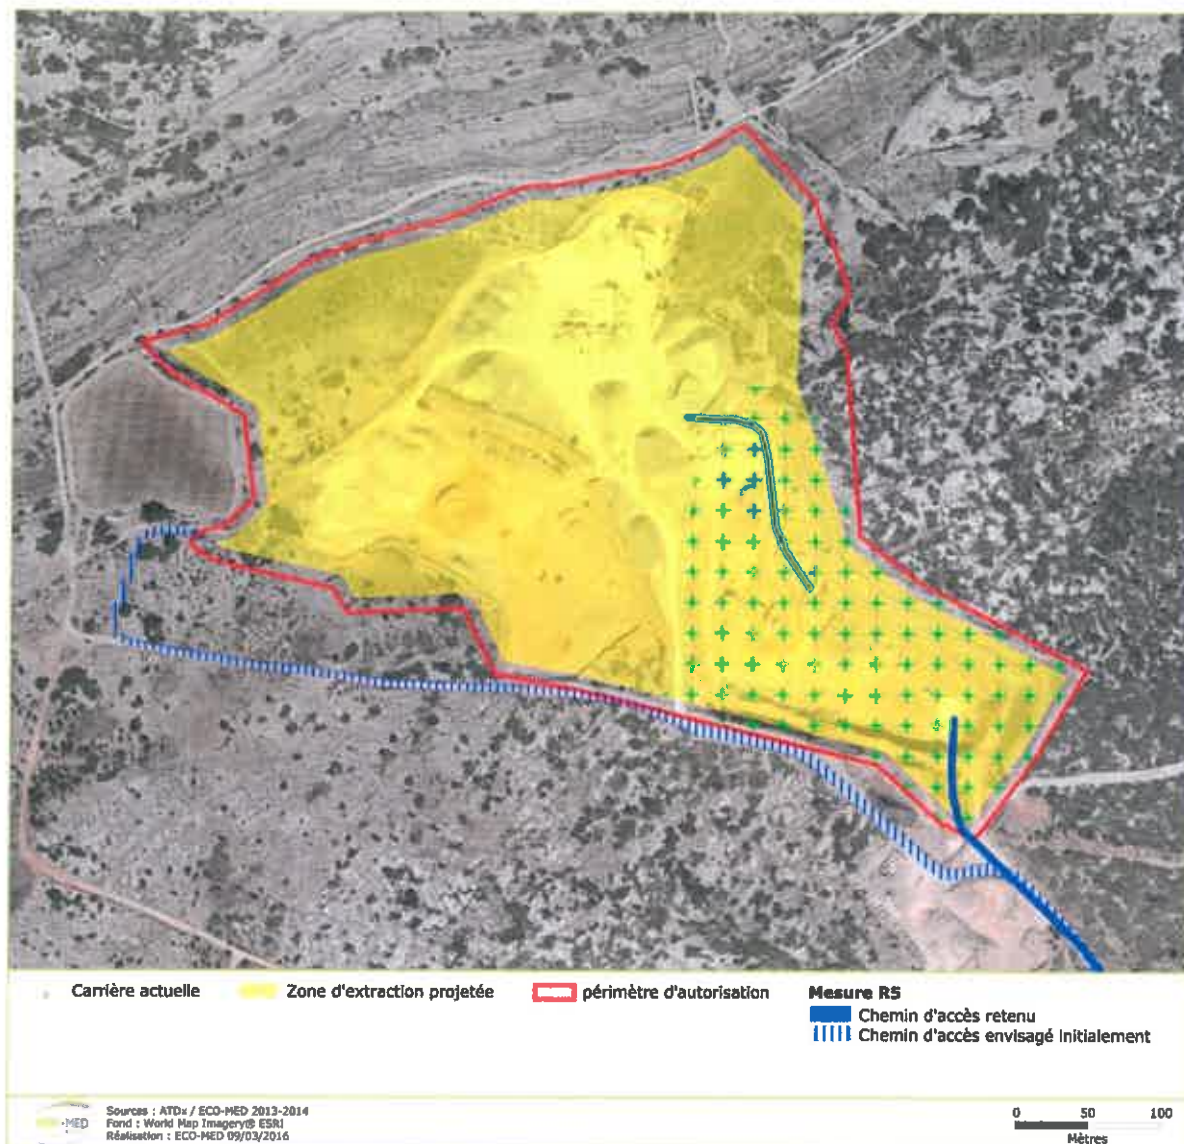 Carrière actuelle
Zone d'extraction projetée
périmètre d'autorisation
Mesure R5
Chemin d'accès retenu
Chemin d'accès envisagé initialement
-MED
Sources : ATDx / ECO-MED 2013-2014
Fond : World Map Imagery® ESRI
Réalisation : ECO-MED 09/03/2016
0 50 100
Mètres